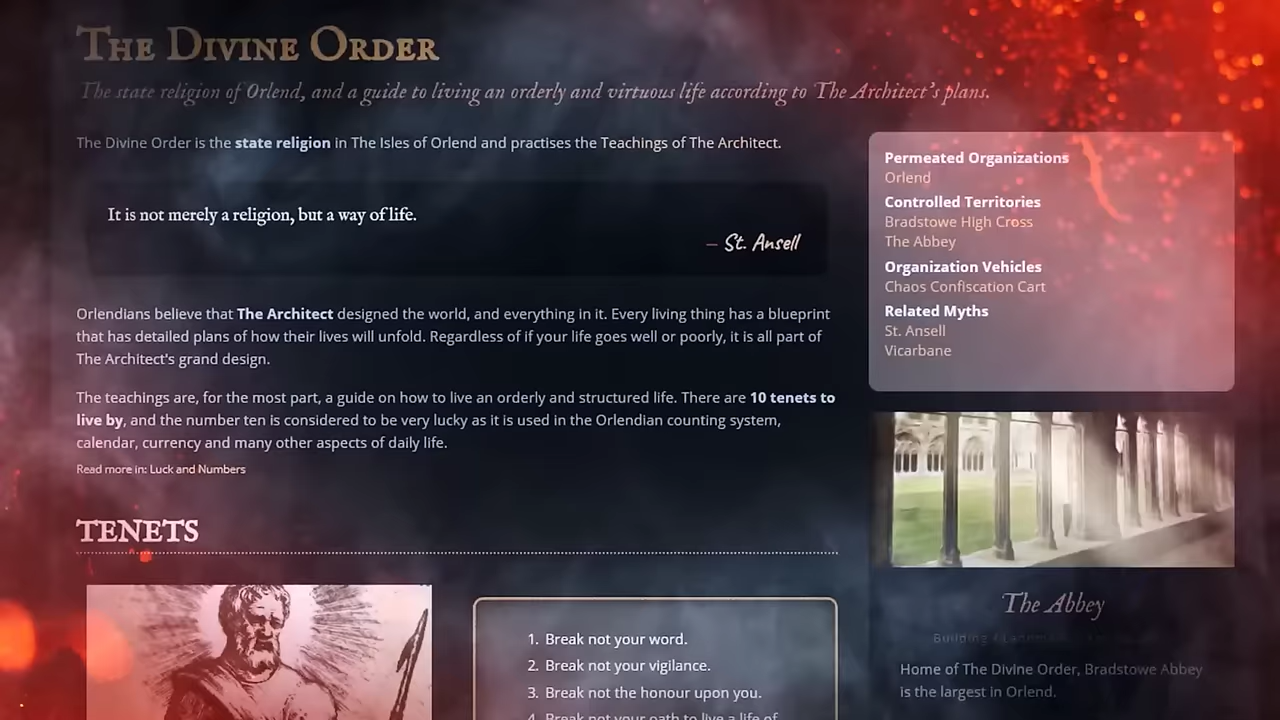 The Divine Order
The state religion of Orlend, and a guide to living an orderly and virtuous life according to The Architect's plans.
The Divine Order is the state religion in The Isles of Orlend and practises the Teachings of The Architect.
It is not merely a religion, but a way of life.
– St. Ansell
Orlendians believe that The Architect designed the world, and everything in it. Every living thing has a blueprint
that has detailed plans of how their lives will unfold. Regardless of if your life goes well or poorly, it is all part of
The Architect's grand design.
The teachings are, for the most part, a guide on how to live an orderly and structured life. There are 10 tenets to
live by, and the number ten is considered to be very lucky as it is used in the Orlendian counting system,
calendar, currency and many other aspects of daily life.
Read more in: Luck and Numbers
TENETS
1. Break not your word.
2. Break not your vigilance.
3. Break not the honour upon you.
4. Break not your path to live a life of
Permeated Organizations
Orlend
Controlled Territories
Bradstowe High Cross
The Abbey
Organization Vehicles
Chaos Confiscation Cart
Related Myths
St. Ansell
Vicarbane
The Abbey
Building /
Home of The Divine Order, Bradstowe Abbey
is the largest in Orlend.